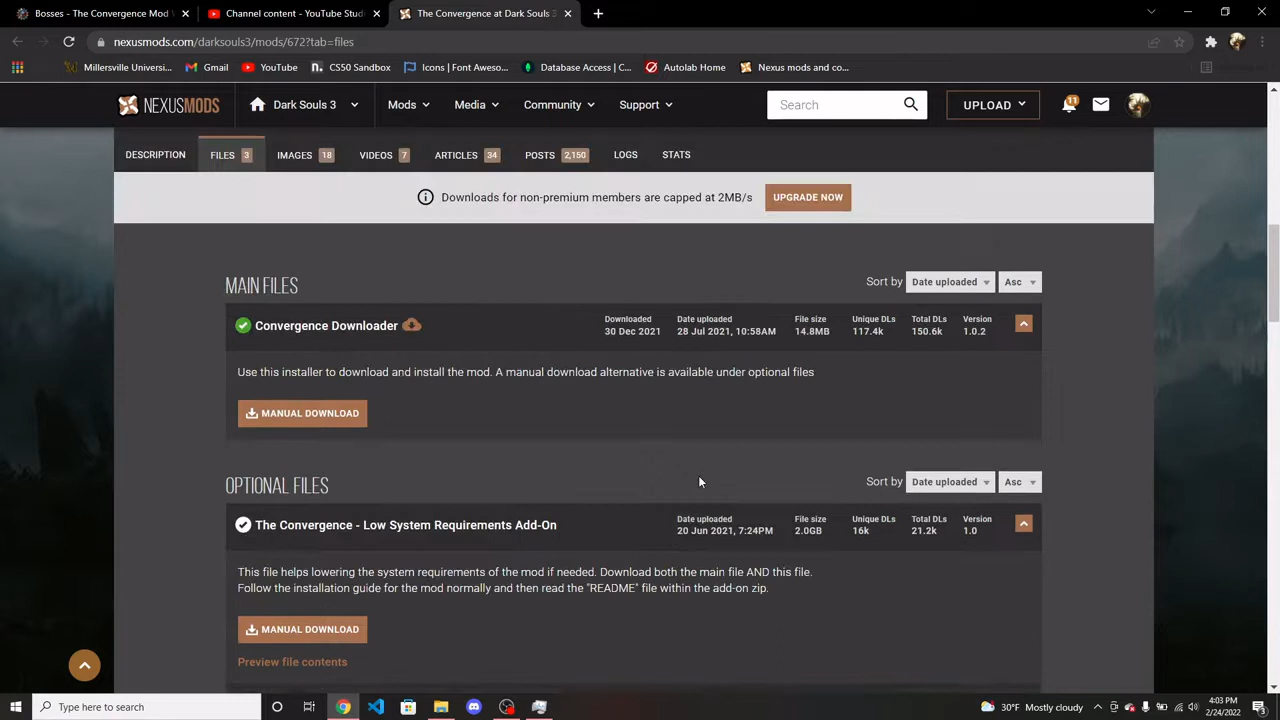 Bosses - The Convergence Mod
Channel content - YouTube Stud
The Convergence at Dark Souls 3
nexusmods.com/darksouls3/mods/672?tab=files
Millersville Universi...
Gmail
YouTube
CS50 Sandbox
Icons | Font Aweso...
Database Access | C...
Autolab Home
Nexus mods and co...
NEXUSMODS
Dark Souls 3
Mods
Media
Community
Support
Search
UPLOAD
11
DESCRIPTION
FILES 3
IMAGES 18
VIDEOS 7
ARTICLES 34
POSTS 2,150
LOGS
STATS
Downloads for non-premium members are capped at 2MB/s
UPGRADE NOW
MAIN FILES
Sort by Date uploaded Asc
Convergence Downloader
Downloaded
30 Dec 2021
Date uploaded
28 Jul 2021, 10:58AM
File size
14.8MB
Unique DLs
117.4k
Total DLs
150.6k
Version
1.0.2
Use this installer to download and install the mod. A manual download alternative is available under optional files
MANUAL DOWNLOAD
OPTIONAL FILES
Sort by Date uploaded Asc
The Convergence - Low System Requirements Add-On
Date uploaded
20 Jun 2021, 7:24PM
File size
2.0GB
Unique DLs
16k
Total DLs
21.2k
Version
1.0
This file helps lowering the system requirements of the mod if needed. Download both the main file AND this file.
Follow the installation guide for the mod normally and then read the "README" file within the add-on zip.
MANUAL DOWNLOAD
Preview file contents
Type here to search
30°F Mostly cloudy
4:03 PM
2/24/2022
3